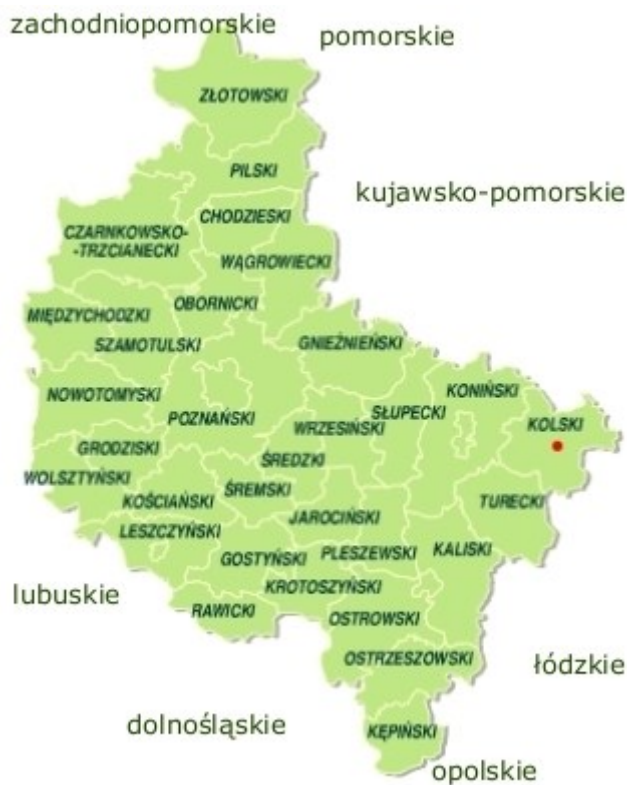 zachodniopomorskie
pomorskie
ZŁOTOWSKI
PILSKI
kujawsko-pomorskie
CHODZIESKI
CZARNKOWSKO-
-TRZCIANECKI
WĄGROWIECKI
OBORNICKI
MIĘDZYCHODZKI
SZAMOTULSKI
GNIEŹNIEŃSKI
NOWOTOMYSKI
KONIŃSKI
POZNAŃSKI
SŁUPECKI
WRZESIŃSKI
KOLSKI
GRODZISKI
ŚREDZKI
WOLSZTYŃSKI
KOŚCIAŃSKI
ŚREMSKI
TURECKI
JAROCIŃSKI
LESZCZYŃSKI
GOSTYŃSKI
PLESZEWSKI
KALISKI
KROTOSZYŃSKI
lubuskie
RAWICKI
OSTROWSKI
OSTRZESZOWSKI
łódzkie
dolnośląskie
KĘPIŃSKI
opolskie